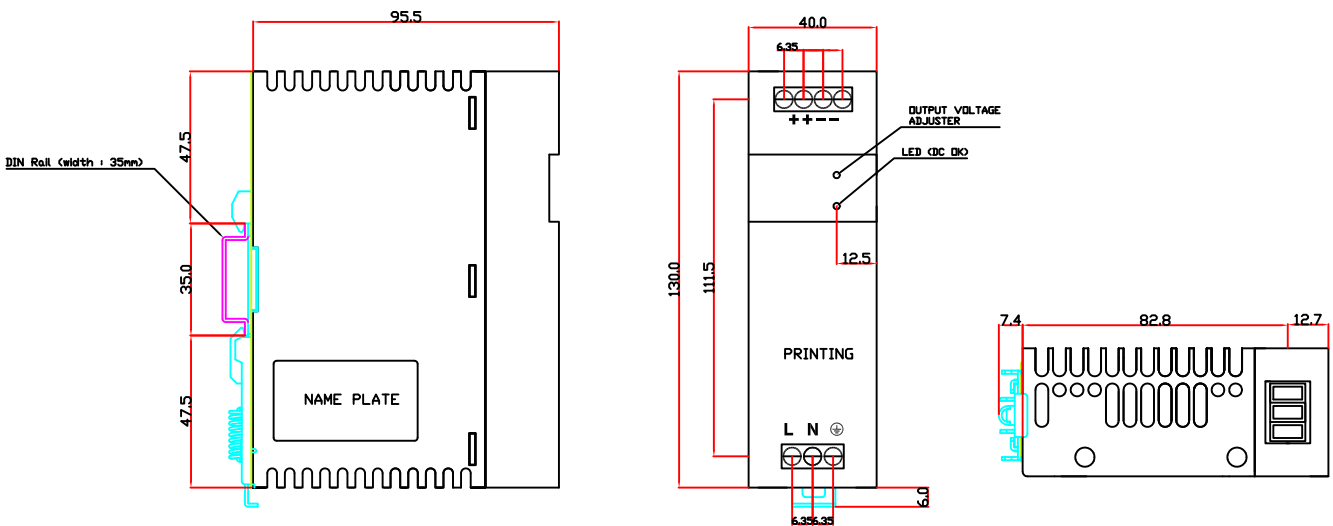 95.5
47.5
DIN Rail (width : 35mm)
35.0
47.5
NAME PLATE
40.0
6.35
++--
OUTPUT VOLTAGE
ADJUSTER
LED (DC OK)
130.0
111.5
12.5
PRINTING
L N
6.0
6.35 6.35
7.4
82.8
12.7